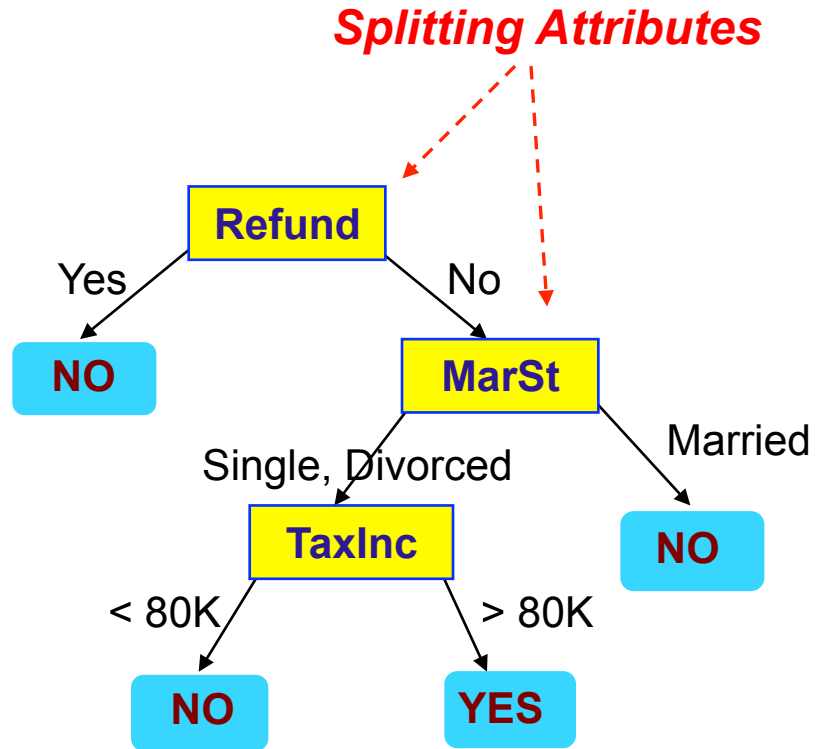 Splitting Attributes
Refund
Yes
No
NO
MarSt
Single, Divorced
Married
TaxInc
NO
< 80K
> 80K
NO
YES